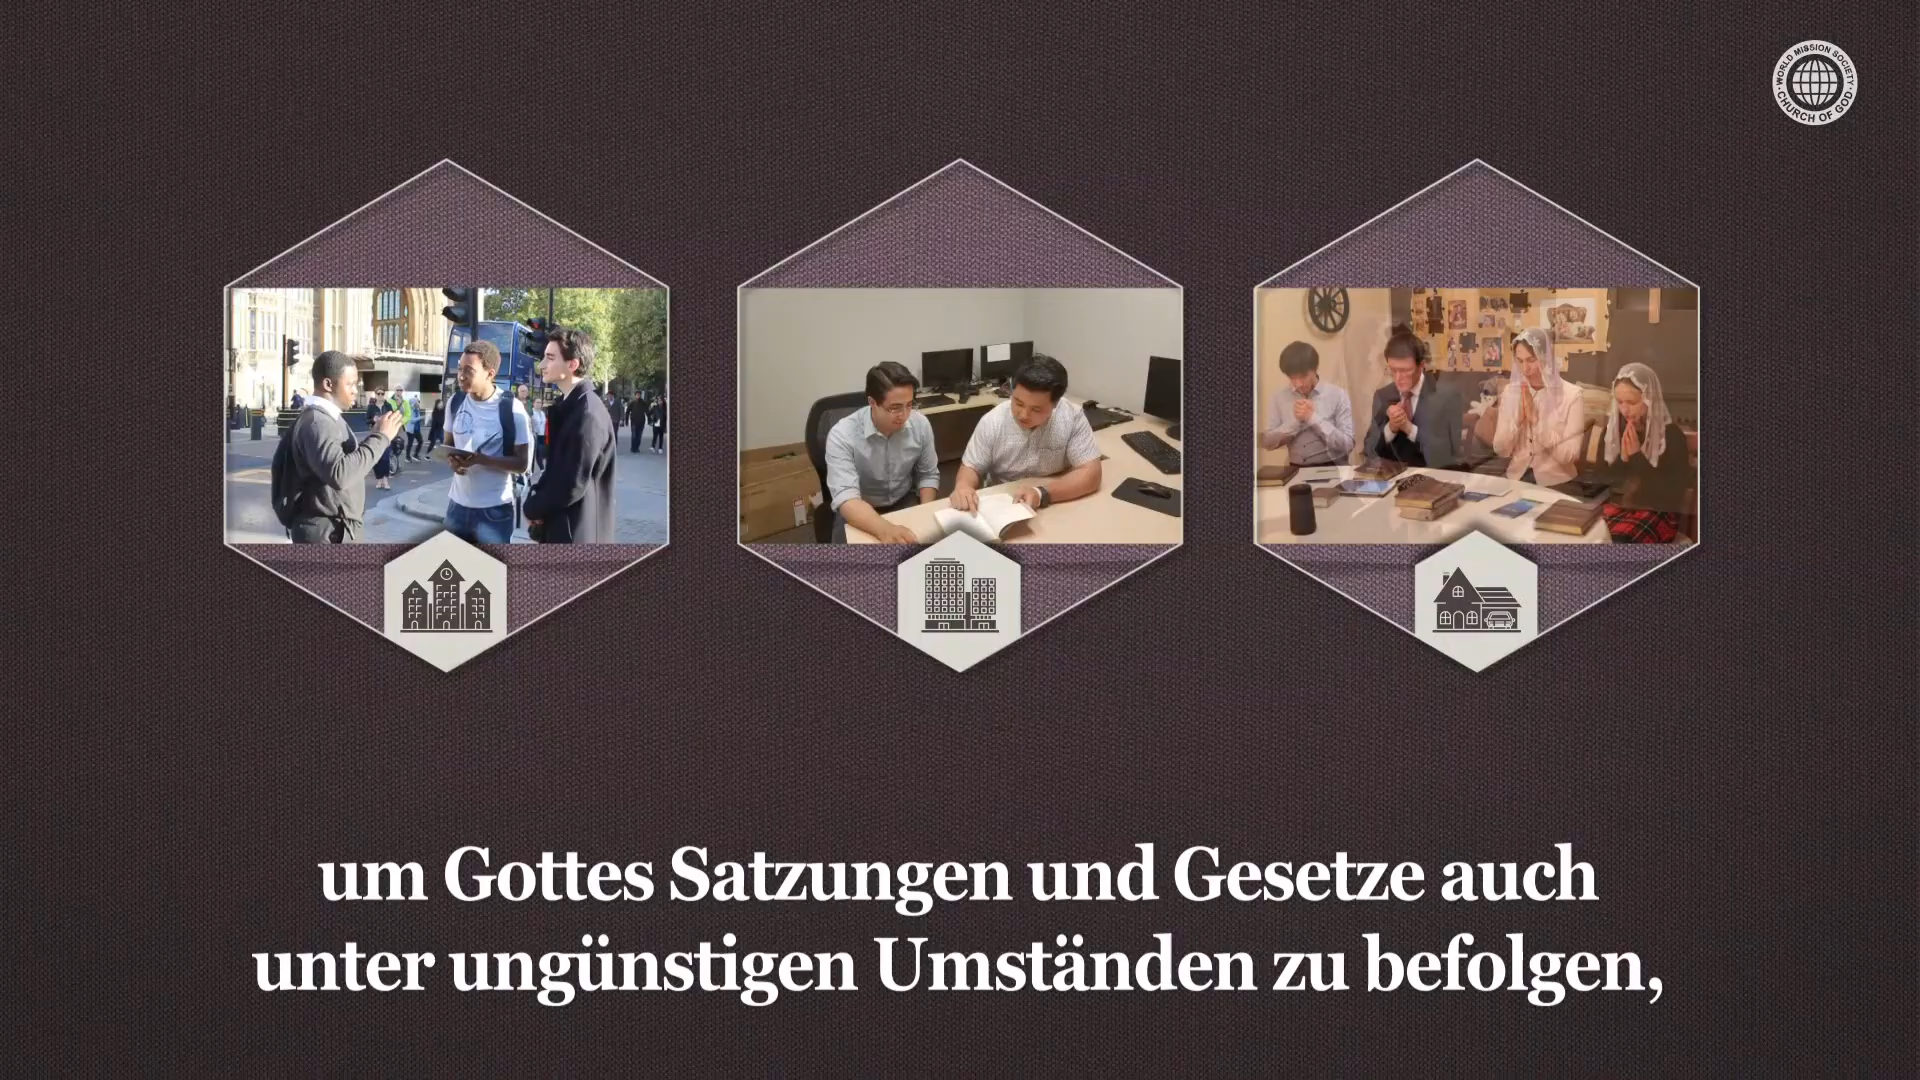 WORLD MISSION SOCIETY
CHURCH OF GOD
um Gottes Satzungen und Gesetze auch
unter ungünstigen Umständen zu befolgen,